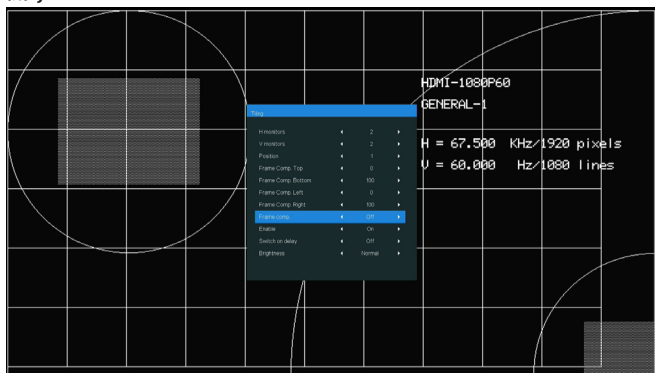 HDMI-1080P60
GENERAL-1
H = 67.500 KHz/1920 pixels
V = 60.000 Hz/1080 lines
Tiling
H monitors 2
V monitors 2
Position 1
Frame Comp. Top 0
Frame Comp. Bottom 100
Frame Comp. Left 0
Frame Comp. Right 100
Frame comp. Off
Enable On
Switch on delay Off
Brightness Normal